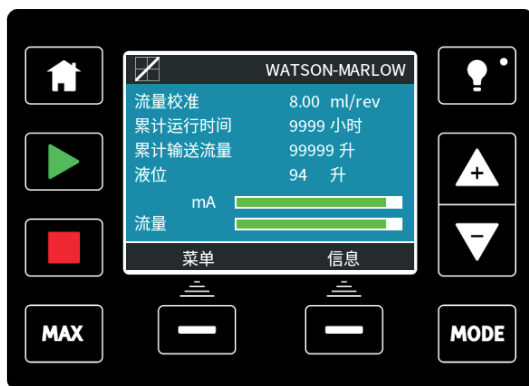 WATSON-MARLOW
流量校准 8.00 ml/rev
累计运行时间 9999 小时
累计输送流量 99999 升
液位 94 升
mA
流量
菜单 信息
MAX
MODE